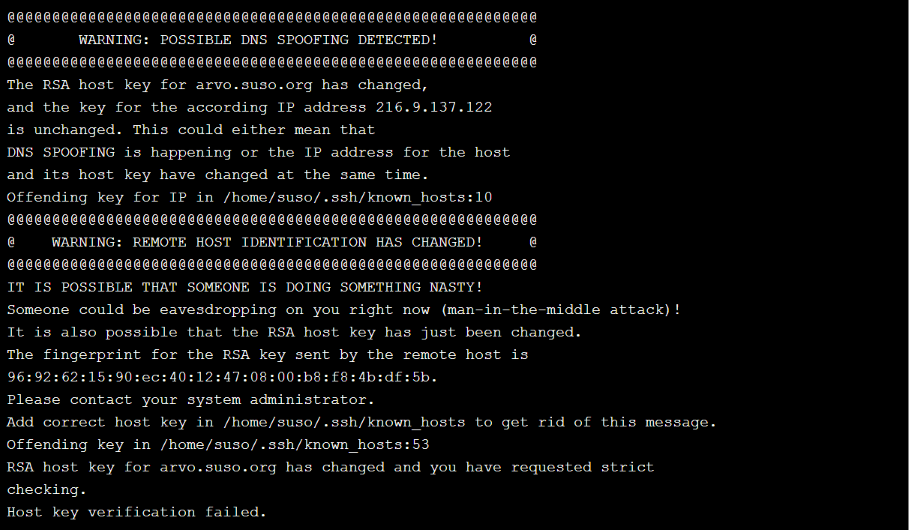 @@@@@@@@@@@@@@@@@@@@@@@@@@@@@@@@@@@@@@@@@@@@@@@@@@@@@@@@@@@
@       WARNING: POSSIBLE DNS SPOOFING DETECTED!          @
@@@@@@@@@@@@@@@@@@@@@@@@@@@@@@@@@@@@@@@@@@@@@@@@@@@@@@@@@@@
The RSA host key for arvo.suso.org has changed,
and the key for the according IP address 216.9.137.122
is unchanged. This could either mean that
DNS SPOOFING is happening or the IP address for the host
and its host key have changed at the same time.
Offending key for IP in /home/suso/.ssh/known_hosts:10
@@@@@@@@@@@@@@@@@@@@@@@@@@@@@@@@@@@@@@@@@@@@@@@@@@@@@@@@@@@
@    WARNING: REMOTE HOST IDENTIFICATION HAS CHANGED!     @
@@@@@@@@@@@@@@@@@@@@@@@@@@@@@@@@@@@@@@@@@@@@@@@@@@@@@@@@@@@
IT IS POSSIBLE THAT SOMEONE IS DOING SOMETHING NASTY!
Someone could be eavesdropping on you right now (man-in-the-middle attack)!
It is also possible that the RSA host key has just been changed.
The fingerprint for the RSA key sent by the remote host is
96:92:62:15:90:ec:40:12:47:08:00:b8:f8:4b:df:5b.
Please contact your system administrator.
Add correct host key in /home/suso/.ssh/known_hosts to get rid of this message.
Offending key in /home/suso/.ssh/known_hosts:53
RSA host key for arvo.suso.org has changed and you have requested strict
checking.
Host key verification failed.